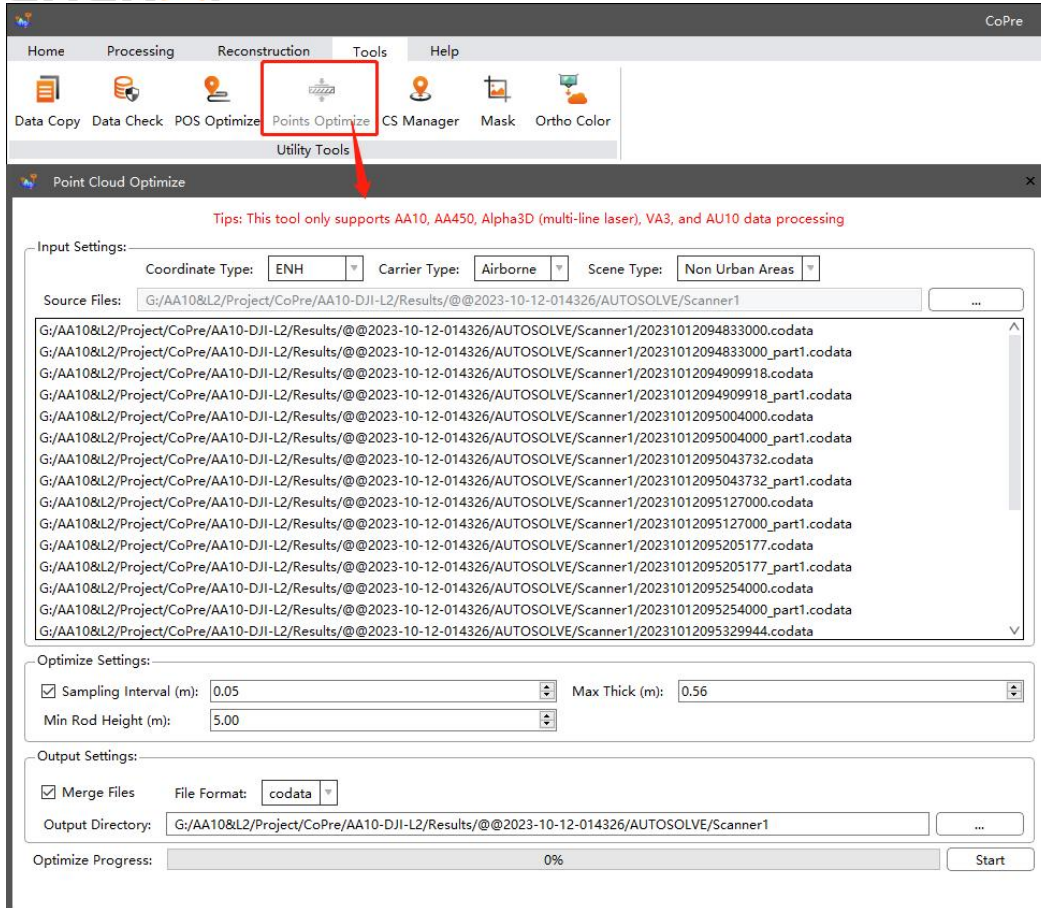 CoPre
Home Processing Reconstruction Tools Help
Data Copy Data Check POS Optimize Points Optimize CS Manager Mask Ortho Color
Utility Tools
Point Cloud Optimize ×
Tips: This tool only supports AA10, AA450, Alpha3D (multi-line laser), VA3, and AU10 data processing
Input Settings:
Coordinate Type: ENH Carrier Type: Airborne Scene Type: Non Urban Areas
Source Files: G:/AA10&L2/Project/CoPre/AA10-DJI-L2/Results/@@2023-10-12-014326/AUTOSOLVE/Scanner1 ...
G:/AA10&L2/Project/CoPre/AA10-DJI-L2/Results/@@2023-10-12-014326/AUTOSOLVE/Scanner1/20231012094833000.codata
G:/AA10&L2/Project/CoPre/AA10-DJI-L2/Results/@@2023-10-12-014326/AUTOSOLVE/Scanner1/20231012094833000_part1.codata
G:/AA10&L2/Project/CoPre/AA10-DJI-L2/Results/@@2023-10-12-014326/AUTOSOLVE/Scanner1/20231012094909918.codata
G:/AA10&L2/Project/CoPre/AA10-DJI-L2/Results/@@2023-10-12-014326/AUTOSOLVE/Scanner1/20231012094909918_part1.codata
G:/AA10&L2/Project/CoPre/AA10-DJI-L2/Results/@@2023-10-12-014326/AUTOSOLVE/Scanner1/20231012095004000.codata
G:/AA10&L2/Project/CoPre/AA10-DJI-L2/Results/@@2023-10-12-014326/AUTOSOLVE/Scanner1/20231012095004000_part1.codata
G:/AA10&L2/Project/CoPre/AA10-DJI-L2/Results/@@2023-10-12-014326/AUTOSOLVE/Scanner1/20231012095043732.codata
G:/AA10&L2/Project/CoPre/AA10-DJI-L2/Results/@@2023-10-12-014326/AUTOSOLVE/Scanner1/20231012095043732_part1.codata
G:/AA10&L2/Project/CoPre/AA10-DJI-L2/Results/@@2023-10-12-014326/AUTOSOLVE/Scanner1/20231012095127000.codata
G:/AA10&L2/Project/CoPre/AA10-DJI-L2/Results/@@2023-10-12-014326/AUTOSOLVE/Scanner1/20231012095127000_part1.codata
G:/AA10&L2/Project/CoPre/AA10-DJI-L2/Results/@@2023-10-12-014326/AUTOSOLVE/Scanner1/20231012095205177.codata
G:/AA10&L2/Project/CoPre/AA10-DJI-L2/Results/@@2023-10-12-014326/AUTOSOLVE/Scanner1/20231012095205177_part1.codata
G:/AA10&L2/Project/CoPre/AA10-DJI-L2/Results/@@2023-10-12-014326/AUTOSOLVE/Scanner1/20231012095254000.codata
G:/AA10&L2/Project/CoPre/AA10-DJI-L2/Results/@@2023-10-12-014326/AUTOSOLVE/Scanner1/20231012095254000_part1.codata
G:/AA10&L2/Project/CoPre/AA10-DJI-L2/Results/@@2023-10-12-014326/AUTOSOLVE/Scanner1/20231012095329944.codata
Optimize Settings:
Sampling Interval (m): 0.05 Max Thick (m): 0.56
Min Rod Height (m): 5.00
Output Settings:
Merge Files File Format: codata
Output Directory: G:/AA10&L2/Project/CoPre/AA10-DJI-L2/Results/@@2023-10-12-014326/AUTOSOLVE/Scanner1 ...
Optimize Progress: 0% Start